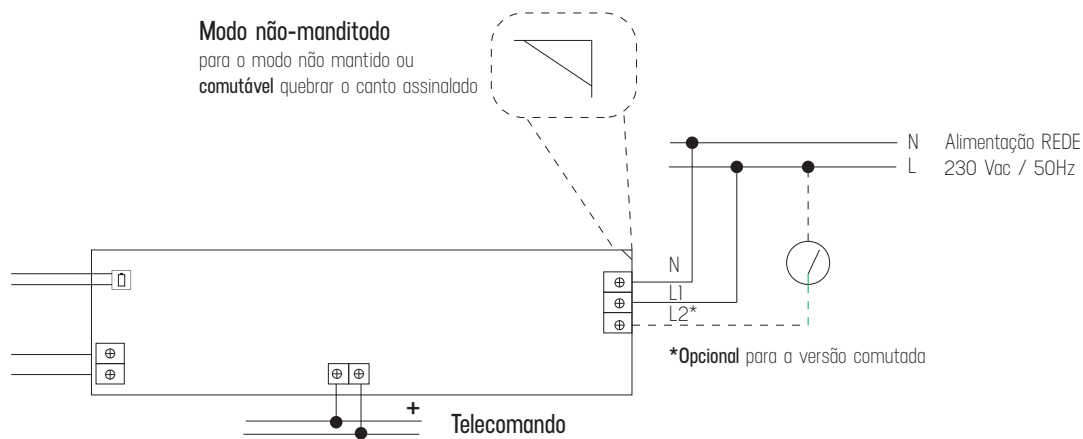 Modo não-manditodo
para o modo não mantido ou
comutável quebrar o canto assinalado
N Alimentação REDE
L 230 Vac / 50Hz
N
L1
L2*
*Opcional para a versão comutada
+
Telecomando